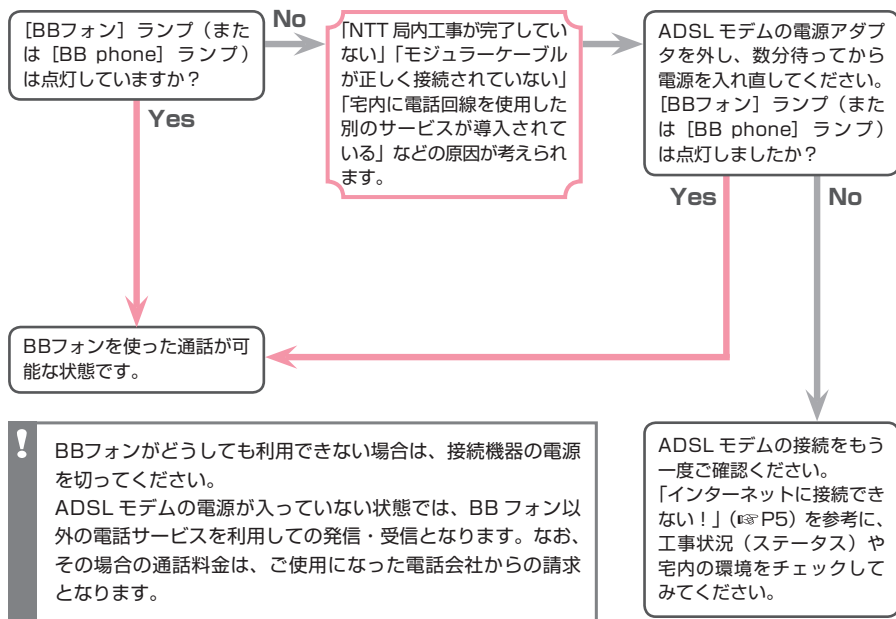 ［BBフォン］ランプ（また
は［BB phone］ランプ）
は点灯していますか？
No
「NTT 局内工事が完了してい
ない」「モジュラーケーブル
が正しく接続されていない」
「宅内に電話回線を使用した
別のサービスが導入されて
いる」などの原因が考えられ
ます。
ADSL モデムの電源アダプ
タを外し、数分待ってから
電源を入れ直してください。
［BBフォン］ランプ（また
は［BB phone］ランプ）
は点灯しましたか？
Yes
Yes
No
BBフォンを使った通話が可
能な状態です。
!
BBフォンがどうしても利用できない場合は、接続機器の電源
を切ってください。
ADSL モデムの電源が入っていない状態では、BB フォン以
外の電話サービスを利用しての発信・受信となります。なお、
その場合の通話料金は、ご使用になった電話会社からの請求
となります。
ADSL モデムの接続をもう
一度ご確認ください。
「インターネットに接続でき
ない！」（☞P5）を参考に、
工事状況（ステータス）や
宅内の環境をチェックして
みてください。